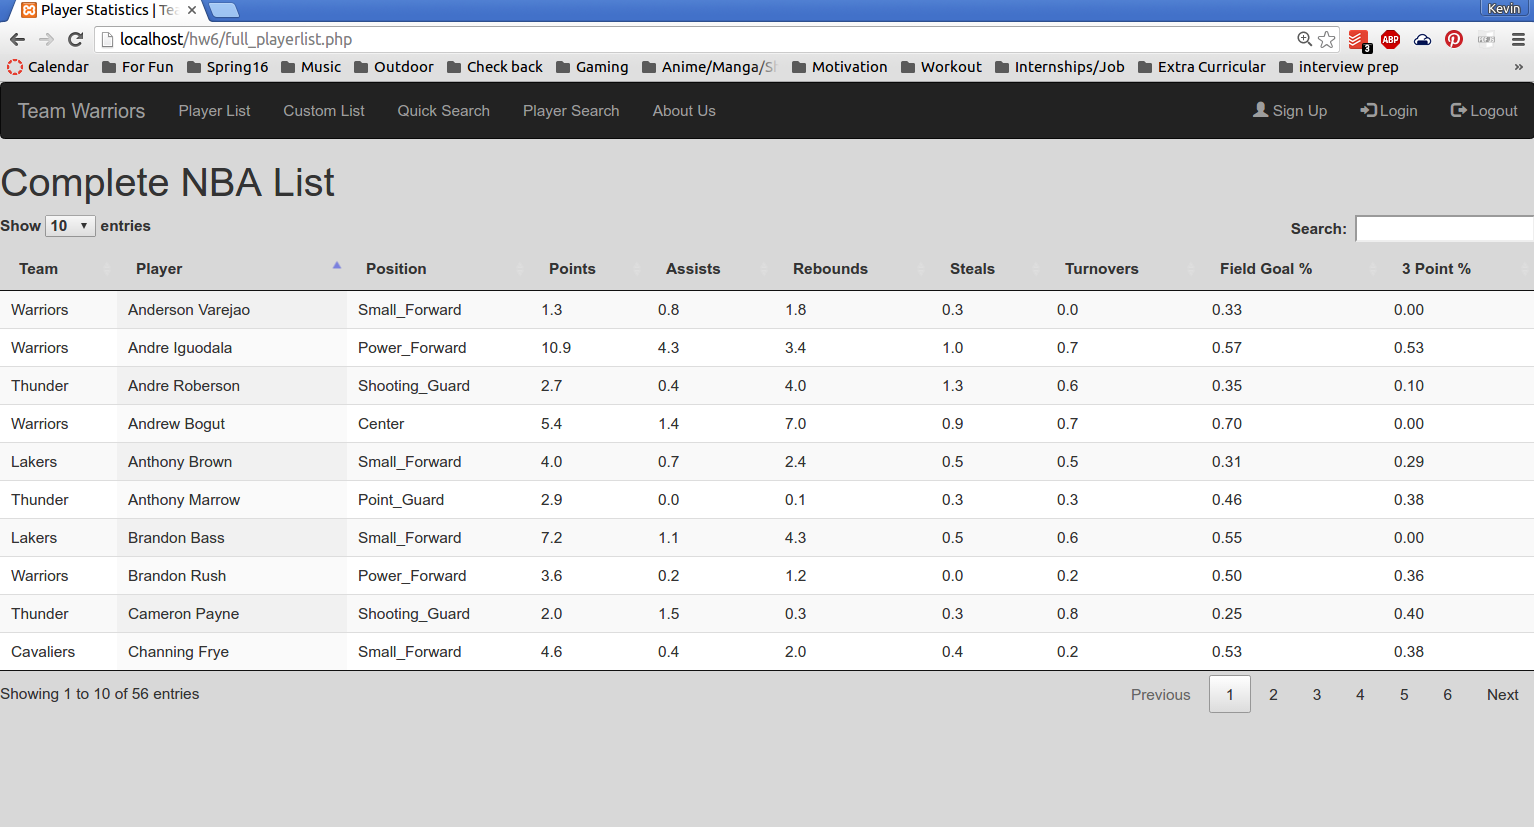 Player Statistics | Tea
Kevin
localhost/hw6/full_playerlist.php
3
ABP
Calendar For Fun Spring16 Music Outdoor Check back Gaming Anime/Manga/Sh Motivation Workout Internships/Job Extra Curricular interview prep »
Team Warriors Player List Custom List Quick Search Player Search About Us Sign Up Login Logout
Complete NBA List
Show 10 entries Search:
Team Player Position Points Assists Rebounds Steals Turnovers Field Goal % 3 Point %
Warriors Anderson Varejao Small_Forward 1.3 0.8 1.8 0.3 0.0 0.33 0.00
Warriors Andre Iguodala Power_Forward 10.9 4.3 3.4 1.0 0.7 0.57 0.53
Thunder Andre Roberson Shooting_Guard 2.7 0.4 4.0 1.3 0.6 0.35 0.10
Warriors Andrew Bogut Center 5.4 1.4 7.0 0.9 0.7 0.70 0.00
Lakers Anthony Brown Small_Forward 4.0 0.7 2.4 0.5 0.5 0.31 0.29
Thunder Anthony Marrow Point_Guard 2.9 0.0 0.1 0.3 0.3 0.46 0.38
Lakers Brandon Bass Small_Forward 7.2 1.1 4.3 0.5 0.6 0.55 0.00
Warriors Brandon Rush Power_Forward 3.6 0.2 1.2 0.0 0.2 0.50 0.36
Thunder Cameron Payne Shooting_Guard 2.0 1.5 0.3 0.3 0.8 0.25 0.40
Cavaliers Channing Frye Small_Forward 4.6 0.4 2.0 0.4 0.2 0.53 0.38
Showing 1 to 10 of 56 entries Previous 1 2 3 4 5 6 Next